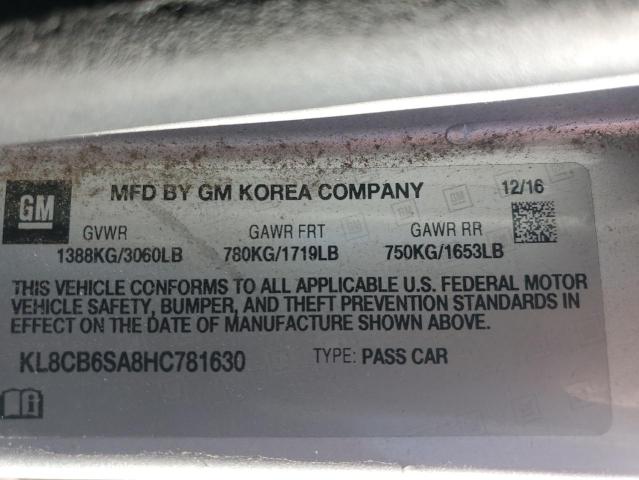 GM MFD BY GM KOREA COMPANY 12/16
GVWR GAWR FRT GAWR RR
1388KG/3060LB 780KG/1719LB 750KG/1653LB
THIS VEHICLE CONFORMS TO ALL APPLICABLE U.S. FEDERAL MOTOR
VEHICLE SAFETY, BUMPER, AND THEFT PREVENTION STANDARDS IN
EFFECT ON THE DATE OF MANUFACTURE SHOWN ABOVE.
KL8CB6SA8HC781630 TYPE: PASS CAR